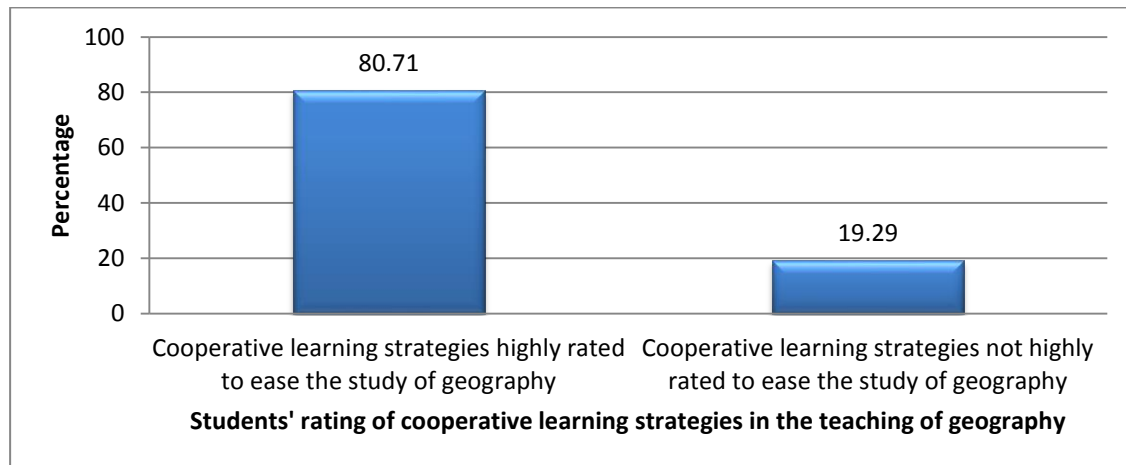 100
80.71
80
60
Percentage
40
19.29
20
0
Cooperative learning strategies highly rated
to ease the study of geography
Cooperative learning strategies not highly
rated to ease the study of geography
Students' rating of cooperative learning strategies in the teaching of geography